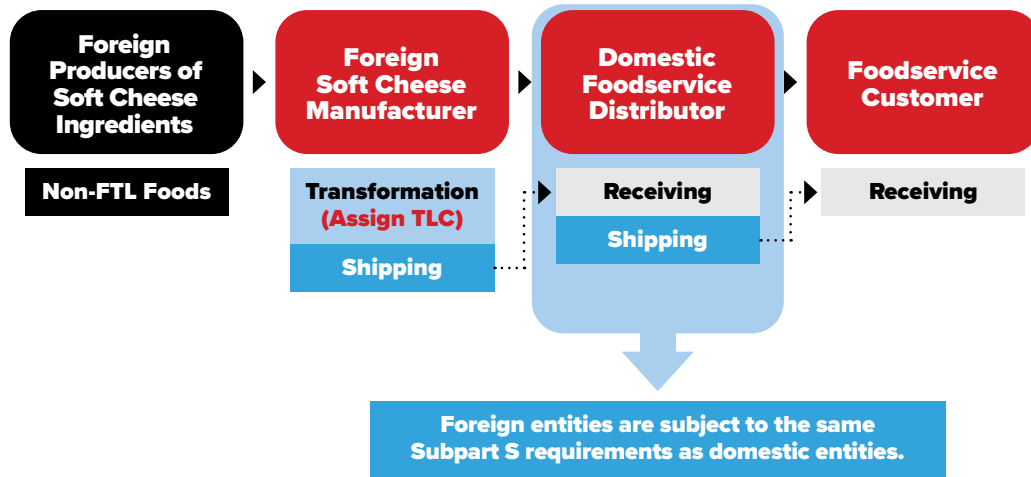 Foreign
Producers of
Soft Cheese
Ingredients
Foreign
Soft Cheese
Manufacturer
Domestic
Foodservice
Distributor
Foodservice
Customer
Non-FTL Foods
Transformation
(Assign TLC)
Shipping
Receiving
Shipping
Receiving
Foreign entities are subject to the same
Subpart S requirements as domestic entities.